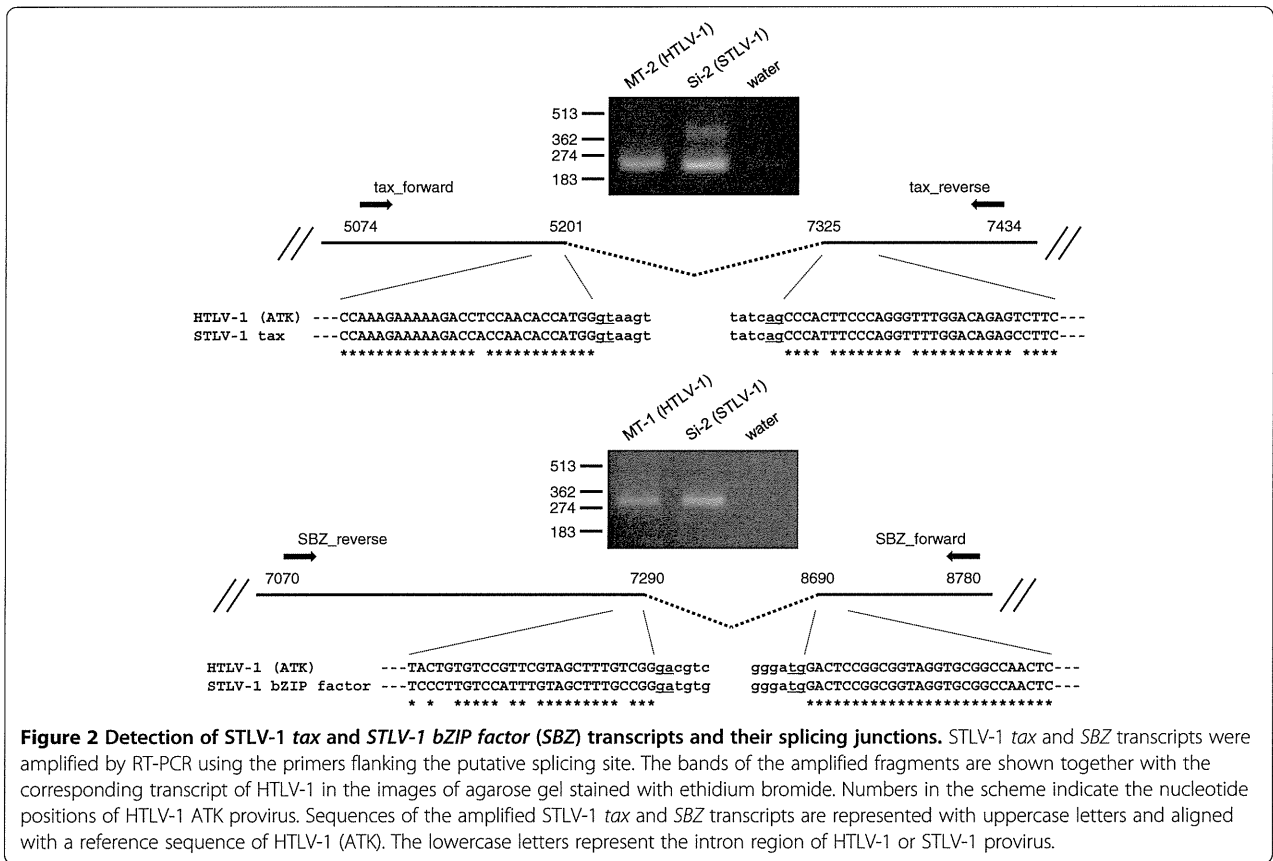 MT-2 (HTLV-1) Si-2 (STLV-1) water
513
362
274
183
tax_forward tax_reverse
5074 5201 7325 7434
HTLV-1 (ATK) ---CCAAAGAAAAAGACCTCCAACACCATGGgtaagt tatcagCCCACTTCCCAGGGTTTGGACAGAGTCTTC---
STLV-1 tax ---CCAAAGAAAAAGACCACCAACACCATGGgtaagt tatcagCCCATTTCCCAGGTTTTGGACAGAGCCTTC---
****************** ************ **** ******** *********** ****
MT-1 (HTLV-1) Si-2 (STLV-1) water
513
362
274
183
SBZ_reverse SBZ_forward
7070 7290 8690 8780
HTLV-1 (ATK) ---TACTGTGTCCGTTCGTAGCTTTGTCGGgacgtc gggatgGACTCCGGCGGTAGGTGCGGCCAACTC---
STLV-1 bZIP factor ---TCCCTTGTCCATTTGTAGCTTTGCCGGgatgtg gggatgGACTCCGGCGGTAGGTGCGGCCAACTC---
* * ***** ** ********* *** ***************************
Figure 2 Detection of STLV-1 tax and STLV-1 bZIP factor (SBZ) transcripts and their splicing junctions. STLV-1 tax and SBZ transcripts were
amplified by RT-PCR using the primers flanking the putative splicing site. The bands of the amplified fragments are shown together with the
corresponding transcript of HTLV-1 in the images of agarose gel stained with ethidium bromide. Numbers in the scheme indicate the nucleotide
positions of HTLV-1 ATK provirus. Sequences of the amplified STLV-1 tax and SBZ transcripts are represented with uppercase letters and aligned
with a reference sequence of HTLV-1 (ATK). The lowercase letters represent the intron region of HTLV-1 or STLV-1 provirus.